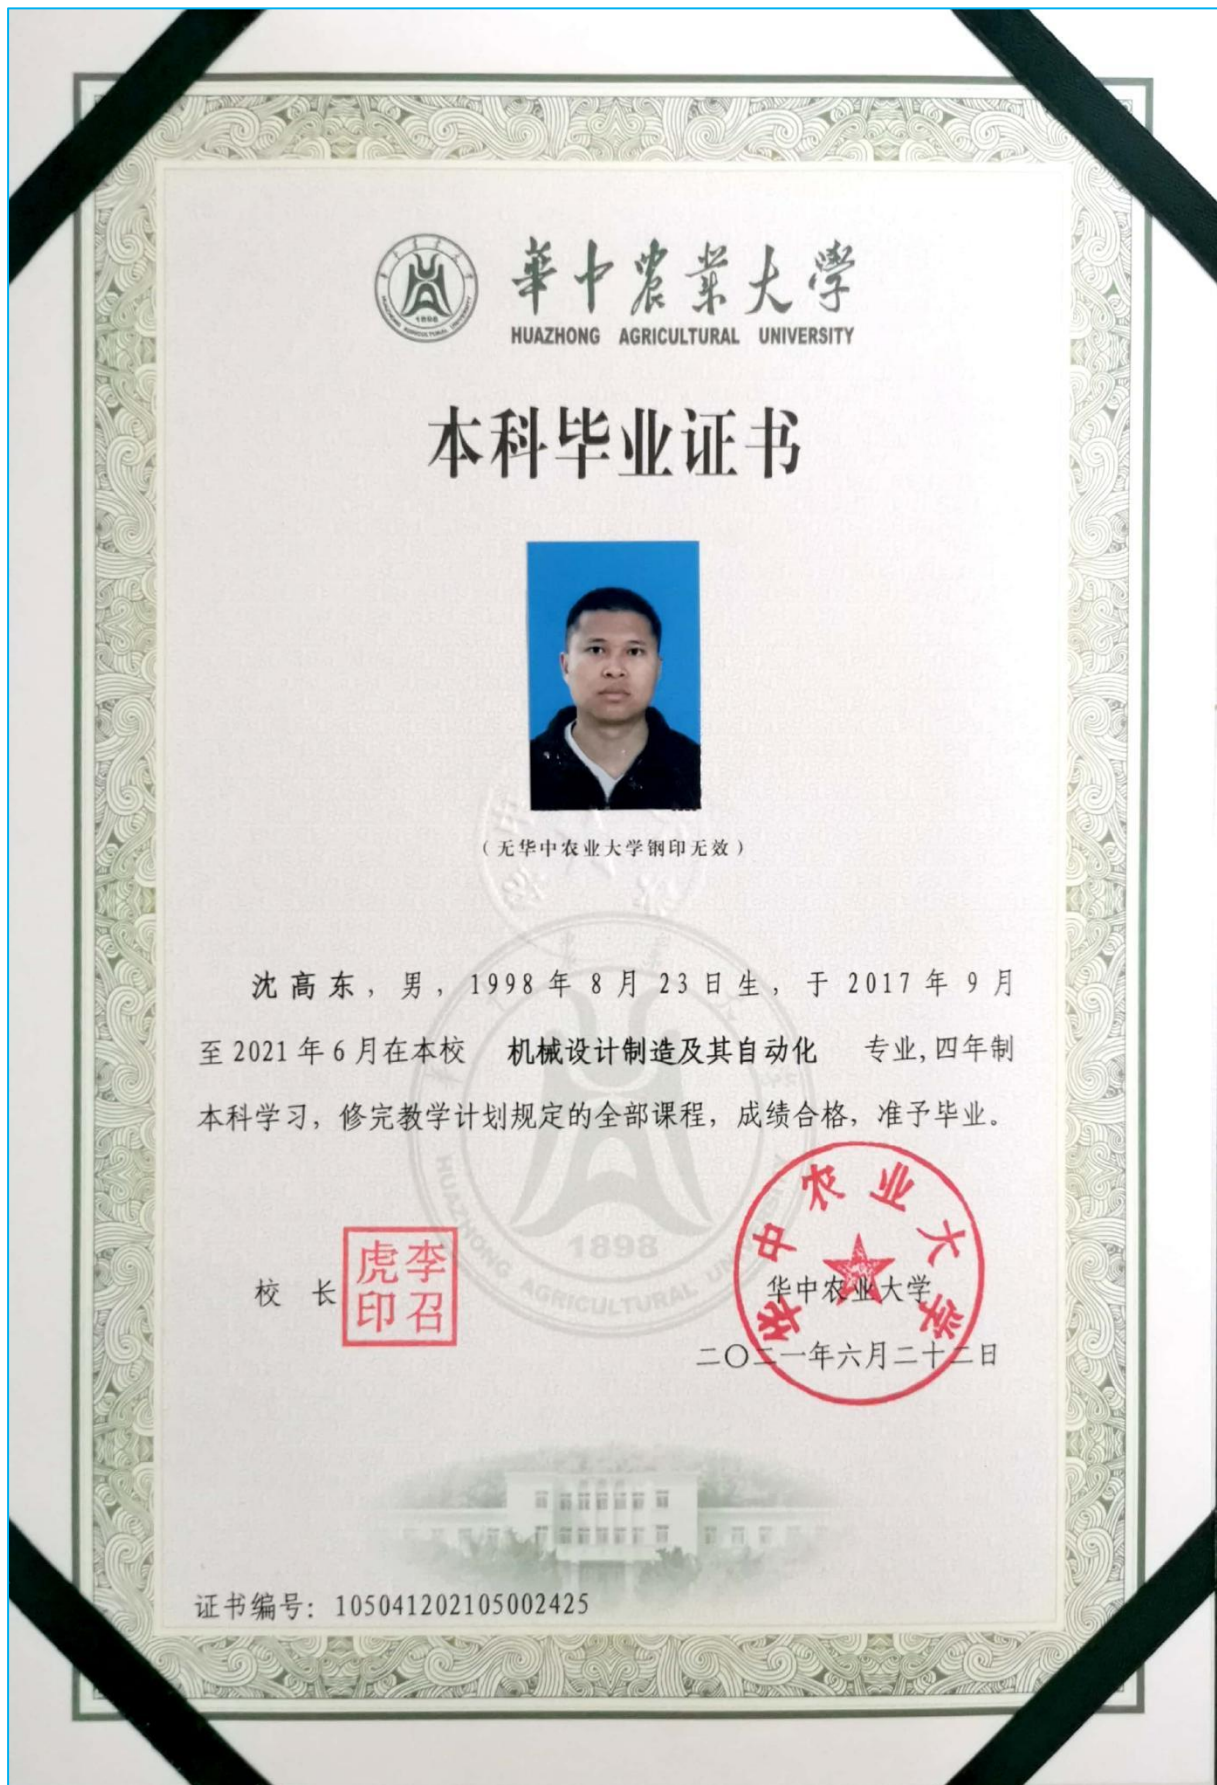 華中農業大學
HUAZHONG AGRICULTURAL UNIVERSITY
1898
本科毕业证书
（无华中农业大学钢印无效）
沈高东，男，1998年8月23日生，于2017年9月
至2021年6月在本校 机械设计制造及其自动化 专业，四年制
本科学习，修完教学计划规定的全部课程，成绩合格，准予毕业。
HUAZHONG AGRICULTURAL UNIVERSITY
1898
校 长
李召虎印
华中农业大学
华中农业大学
二〇二一年六月二十二日
证书编号：105041202105002425